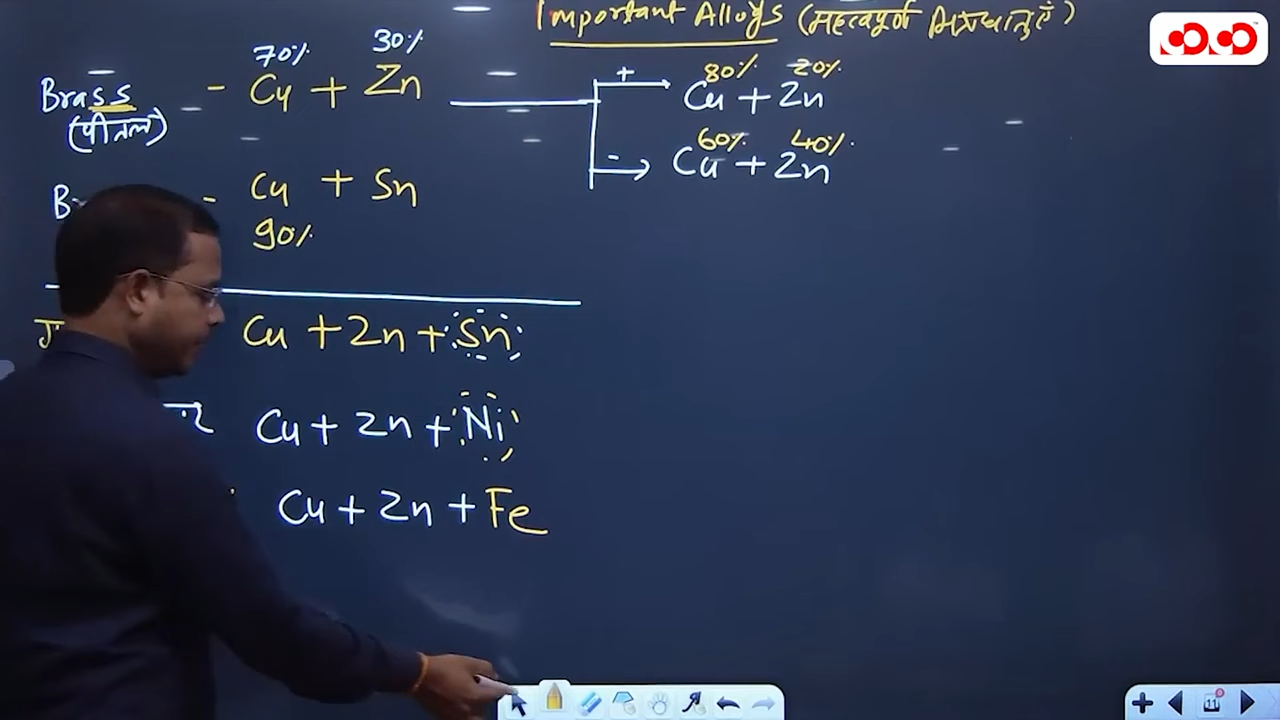 Important Alloys (महत्वपूर्ण मिश्रधातुएँ)
70% 30%
Brass - Cu + Zn
(पीतल)
80% 20%
+ Cu + Zn
60% 40%
- Cu + Zn
- Cu + Sn
90%
Cu + Zn + Sn
Cu + Zn + Ni
Cu + Zn + Fe
11